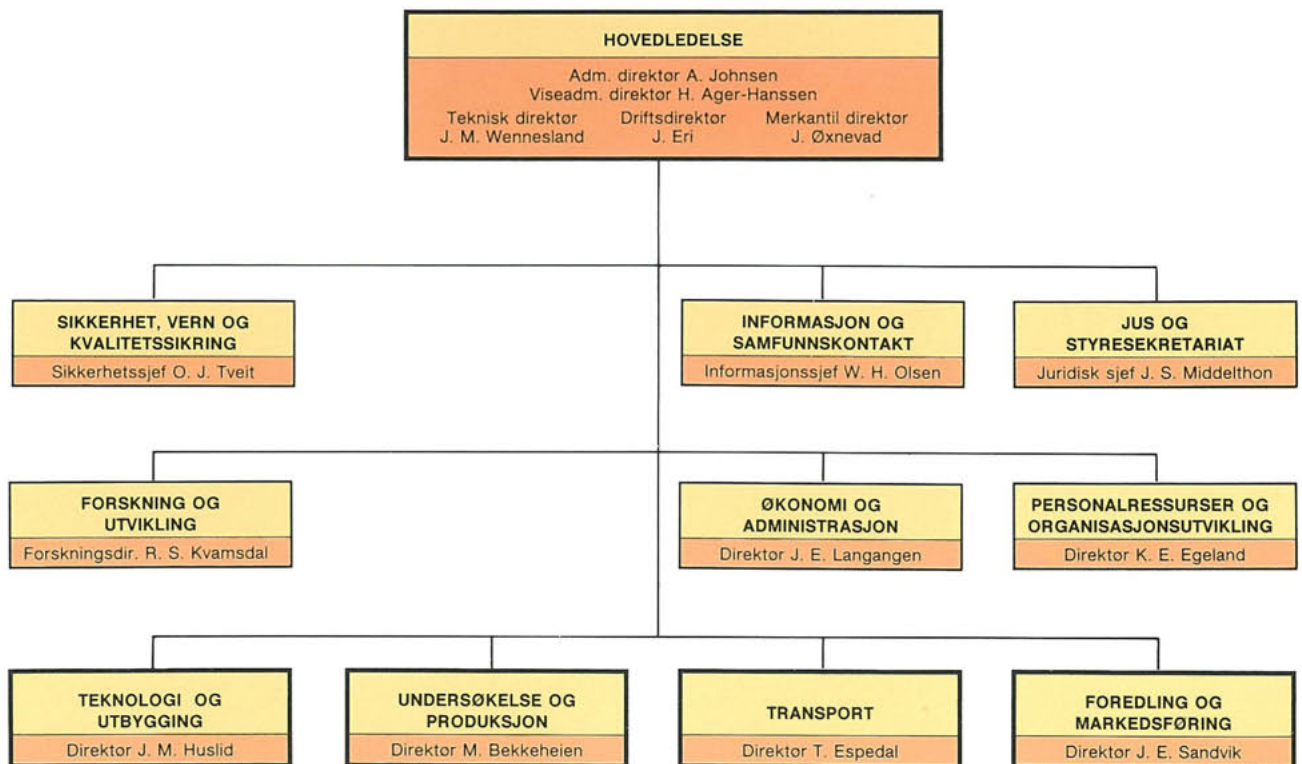 HOVEDLEDELSE
Adm. direktør A. Johnsen
Viseadm. direktør H. Ager-Hanssen
Teknisk direktør Driftsdirektør Merkantil direktør
J. M. Wennesland J. Eri J. Øxnevad
SIKKERHET, VERN OG
KVALITETSSIKRING
Sikkerhetssjef O. J. Tveit
INFORMASJON OG
SAMFUNNSKONTAKT
Informasjonssjef W. H. Olsen
JUS OG
STYRESEKRETARIAT
Juridisk sjef J. S. Middelthon
FORSKNING OG
UTVIKLING
Forskningsdir. R. S. Kvamsdal
ØKONOMI OG
ADMINISTRASJON
Direktør J. E. Langangen
PERSONALRESSURSER OG
ORGANISASJONSUTVIKLING
Direktør K. E. Egeland
TEKNOLOGI OG
UTBYGGING
Direktør J. M. Huslid
UNDERSØKELSE OG
PRODUKSJON
Direktør M. Bekkeheien
TRANSPORT
Direktør T. Espedal
FOREDLING OG
MARKEDSFØRING
Direktør J. E. Sandvik